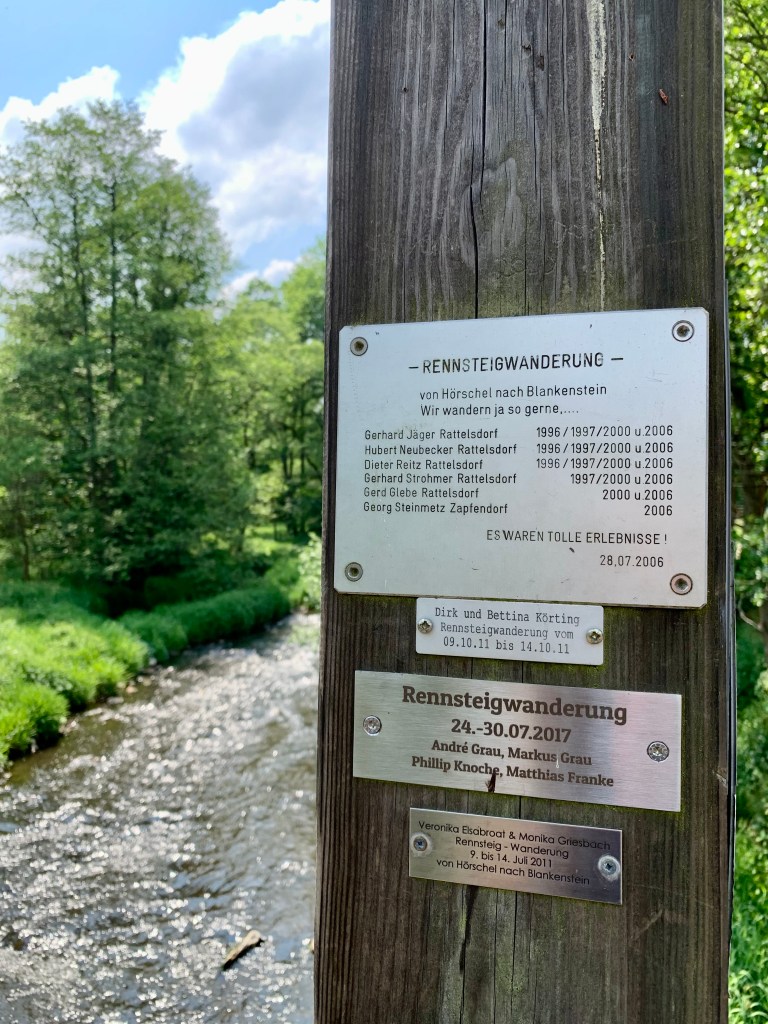 — RENNSTEIGWANDERUNG —
von Hörschel nach Blankenstein
Wir wandern ja so gerne,....
Gerhard Jäger Rattelsdorf 1996/1997/2000 u.2006
Hubert Neubecker Rattelsdorf 1996/1997/2000 u.2006
Dieter Reitz Rattelsdorf 1996/1997/2000 u.2006
Gerhard Strohmer Rattelsdorf 1997/2000 u.2006
Gerd Glebe Rattelsdorf 2000 u.2006
Georg Steinmetz Zapfendorf 2006
ES WAREN TOLLE ERLEBNISSE !
28.07.2006
Dirk und Bettina Körting
Rennsteigwanderung vom
09.10.11 bis 14.10.11
Rennsteigwanderung
24.-30.07.2017
André Grau, Markus Grau
Phillip Knoche, Matthias Franke
Veronika Elsabroat & Monika Griesbach
Rennsteig - Wanderung
9. bis 14. Juli 2011
von Hörschel nach Blankenstein